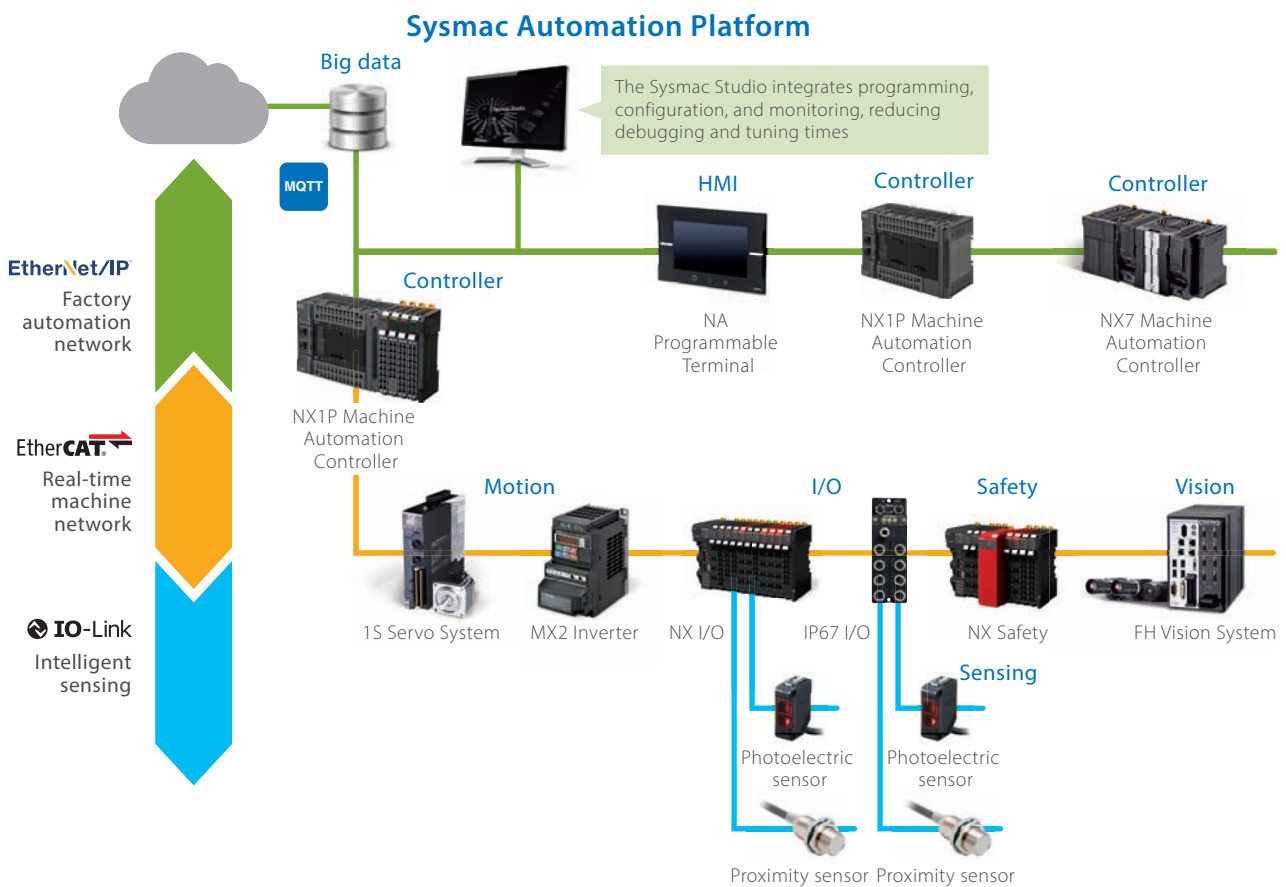 Sysmac Automation Platform
Big data
Sysmac Studio
The Sysmac Studio integrates programming,
configuration, and monitoring, reducing
debugging and tuning times
MQTT
HMI
Controller
Controller
EtherNet/IP
Factory
automation
network
Controller
NA
Programmable
Terminal
NX1P Machine
Automation
Controller
NX7 Machine
Automation
Controller
NX1P Machine
Automation
Controller
EtherCAT®
Real-time
machine
network
Motion
I/O
Safety
Vision
1S Servo System
MX2 Inverter
NX I/O
IP67 I/O
NX Safety
FH Vision System
IO-Link
Intelligent
sensing
Sensing
Photoelectric
sensor
Photoelectric
sensor
Proximity sensor
Proximity sensor